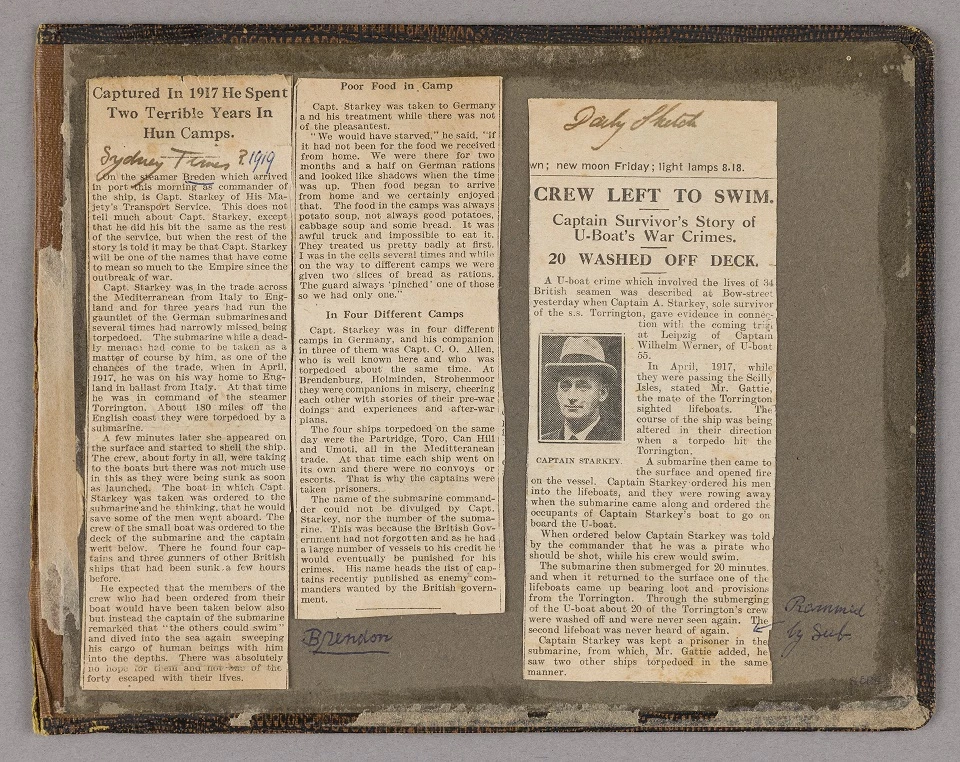 Captured In 1917 He Spent
Two Terrible Years In
Hun Camps.
Sydney Times ? 1919
On the steamer Breden which arrived
in port this morning as commander of
the ship, is Capt. Starkey of His Ma-
jety's Transport Service. This does not
tell much about Capt. Starkey, except
that he did his bit the same as the rest
of the service, but when the rest of the
story is told it may be that Capt. Starkey
will be one of the names that have come
to mean so much to the Empire since the
outbreak of war.
Capt. Starkey was in the trade across
the Mediterranean from Italy to Eng-
land and for three years had run the
gauntlet of the German submarines and
several times had narrowly missed being
torpedoed. The submarine while a dead-
ly menace had come to be taken as a
matter of course by him, as one of the
chances of the trade, when in April,
1917, he was on his way home to Eng-
land in ballast from Italy. At that time
he was in command of the steamer
Torrington. About 180 miles off the
English coast they were torpedoed by a
submarine.
A few minutes later she appeared on
the surface and started to shell the ship.
The crew, about forty in all, were taking
to the boats but there was not much use
in this as they were being sunk as soon
as launched. The boat in which Capt.
Starkey was taken was ordered to the
submarine and he thinking, that he would
save some of the men went aboard. The
crew of the small boat was ordered to the
deck of the submarine and the captain
went below. There he found four cap-
tains and three gunners of other British
ships that had been sunk a few hours
before.
He expected that the members of the
crew who had been ordered from their
boat would have been taken below also
but instead the captain of the submarine
remarked that "the others could swim"
and dived into the sea again sweeping
his cargo of human beings with him
into the depths. There was absolutely
no hope for them and not one of the
forty escaped with their lives.
Poor Food in Camp
Capt. Starkey was taken to Germany
and his treatment while there was not
of the pleasantest.
"We would have starved," he said, "if
it had not been for the food we received
from home. We were there for two
months and a half on German rations
and looked like shadows when the time
was up. Then food began to arrive
from home and we certainly enjoyed
that. The food in the camps was always
potato soup, not always good potatoes,
cabbage soup and some bread. It was
awful truck and impossible to eat it.
They treated us pretty badly at first.
I was in the cells several times and while
on the way to different camps we were
given two slices of bread as rations.
The guard always 'pinched' one of those
so we had only one."
In Four Different Camps
Capt. Starkey was in four different
camps in Germany, and his companion
in three of them was Capt. C. O. Allen,
who is well known here and who was
torpedoed about the same time. At
Brendenburg, Holminden, Strohenmoor
they were companions in misery, cheering
each other with stories of their pre-war
doings and experiences and after-war
plans.
The four ships torpedoed on the same
day were the Partridge, Toro, Can Hill
and Umoti, all in the Meditteranean
trade. At that time each ship went on
its own and there were no convoys or
escorts. That is why the captains were
taken prisoners.
The name of the submarine comman-
der could not be divulged by Capt.
Starkey, nor the number of the subma-
rine. This was because the British Gov-
ernment had not forgotten and as he had
a large number of vessels to his credit he
would eventually be punished for his
crimes. His name heads the list of cap-
tains recently published as enemy com-
manders wanted by the British govern-
ment.
Brendon
Daily Sketch
wn; new moon Friday; light lamps 8.18.
CREW LEFT TO SWIM.
Captain Survivor's Story of
U-Boat's War Crimes.
20 WASHED OFF DECK.
A U-boat crime which involved the lives of 34
British seamen was described at Bow-street
yesterday when Captain A. Starkey, sole survivor
of the s.s. Torrington, gave evidence in connec-
tion with the coming trial
at Leipzig of Captain
Wilhelm Werner, of U-boat
55.
In April, 1917, while
they were passing the Scilly
Isles, stated Mr. Gattie,
the mate of the Torrington
sighted lifeboats. The
course of the ship was being
altered in their direction
when a torpedo hit the
Torrington.
CAPTAIN STARKEY.
A submarine then came to
the surface and opened fire
on the vessel. Captain Starkey ordered his men
into the lifeboats, and they were rowing away
when the submarine came along and ordered the
occupants of Captain Starkey's boat to go on
board the U-boat.
When ordered below Captain Starkey was told
by the commander that he was a pirate who
should be shot, while his crew would swim.
The submarine then submerged for 20 minutes,
and when it returned to the surface one of the
lifeboats came up bearing loot and provisions
from the Torrington. Through the submerging
of the U-boat about 20 of the Torrington's crew
were washed off and were never seen again. The
second lifeboat was never heard of again.
Rammed
by Sub
Captain Starkey was kept a prisoner in the
submarine, from which, Mr. Gattie added, he
saw two other ships torpedoed in the same
manner.